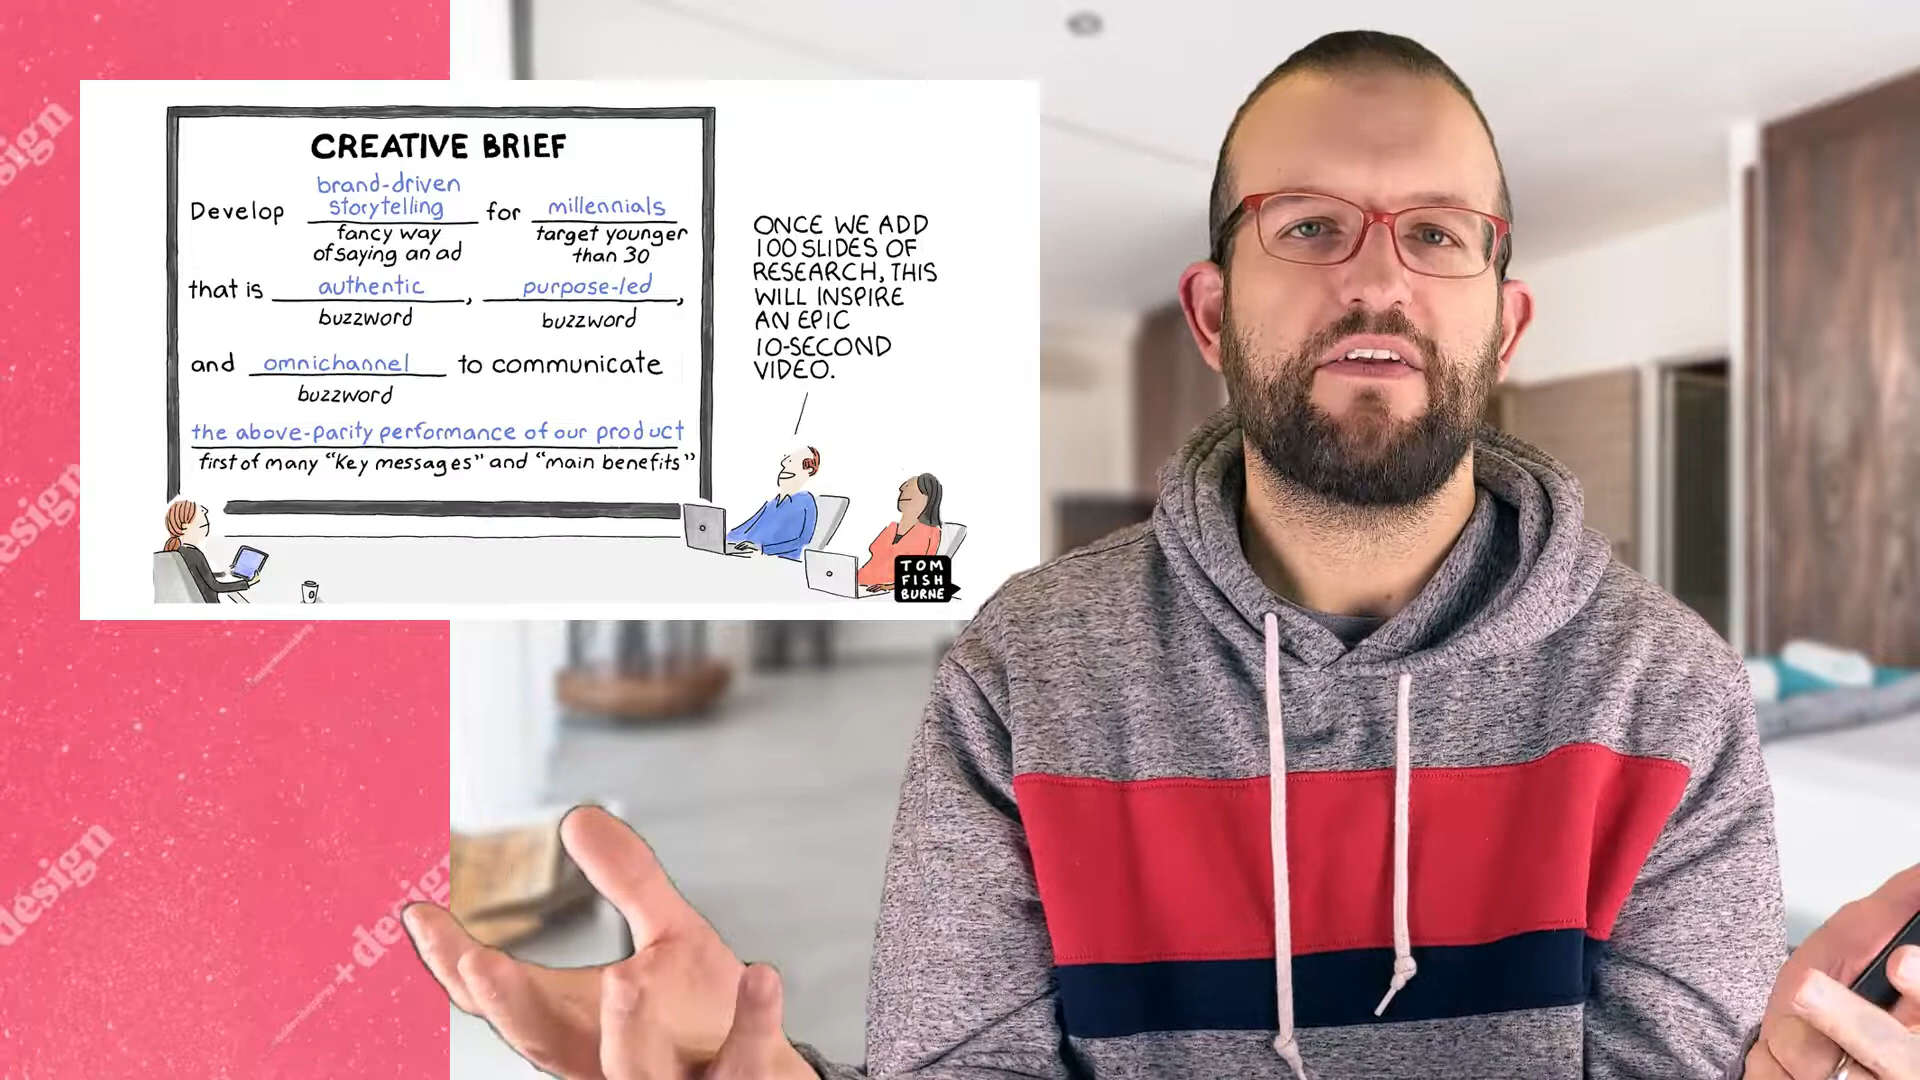 CREATIVE BRIEF
brand-driven
Develop storytelling for millennials
fancy way target younger
of saying an ad than 30
that is authentic, purpose-led,
buzzword buzzword
and omnichannel to communicate
buzzword
the above-parity performance of our product
first of many "key messages" and "main benefits"
ONCE WE ADD
100 SLIDES OF
RESEARCH, THIS
WILL INSPIRE
AN EPIC
10-SECOND
VIDEO.
TOM
FISH
BURNE
sign
design
design
+ design